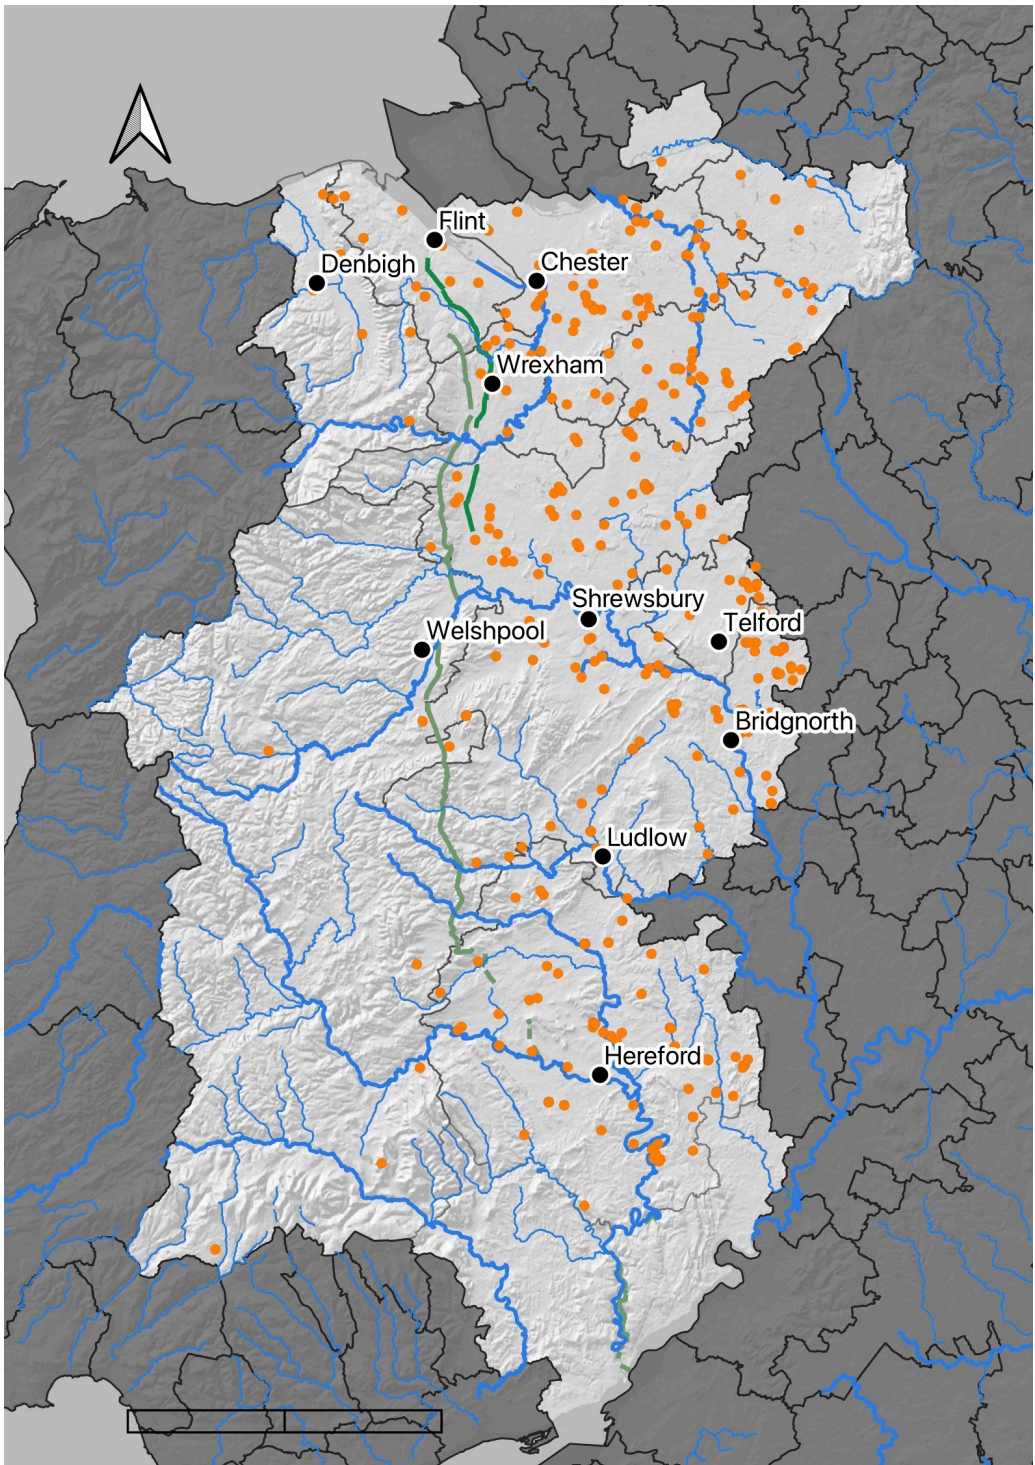 Flint
Denbigh
Chester
Wrexham
Shrewsbury
Welshpool
Telford
Bridgnorth
Ludlow
Hereford